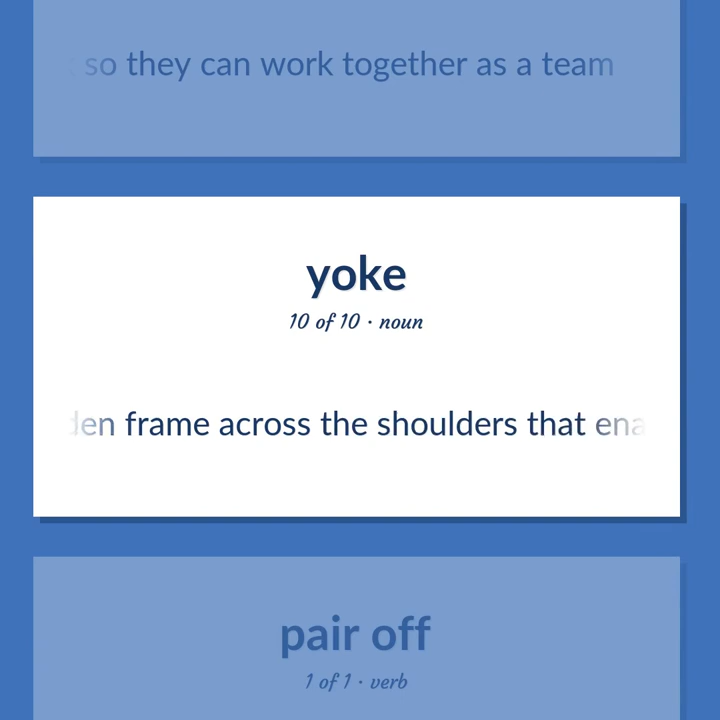 so they can work together as a team
yoke
10 of 10 · noun
frame across the shoulders that
pair off
1 of 1 · verb